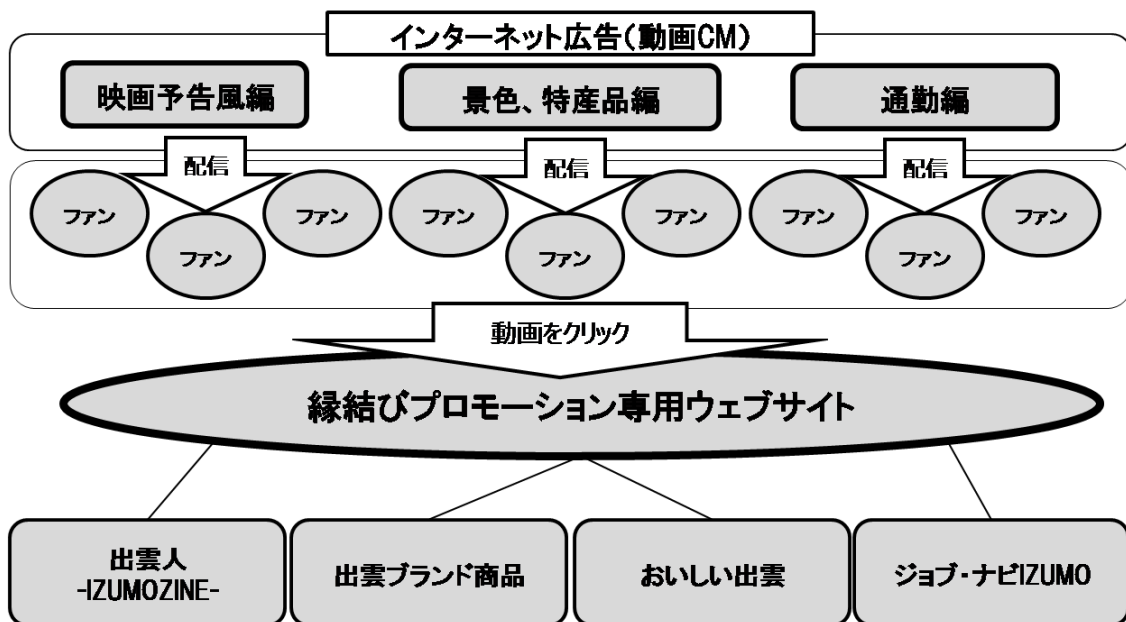 インターネット広告(動画CM)
映画予告風編
景色、特産品編
通勤編
配信
配信
配信
ファン
ファン
ファン
ファン
ファン
ファン
ファン
ファン
ファン
動画をクリック
縁結びプロモーション専用ウェブサイト
出雲人
-IZUMOZINE-
出雲ブランド商品
おいしい出雲
ジョブ・ナビIZUMO